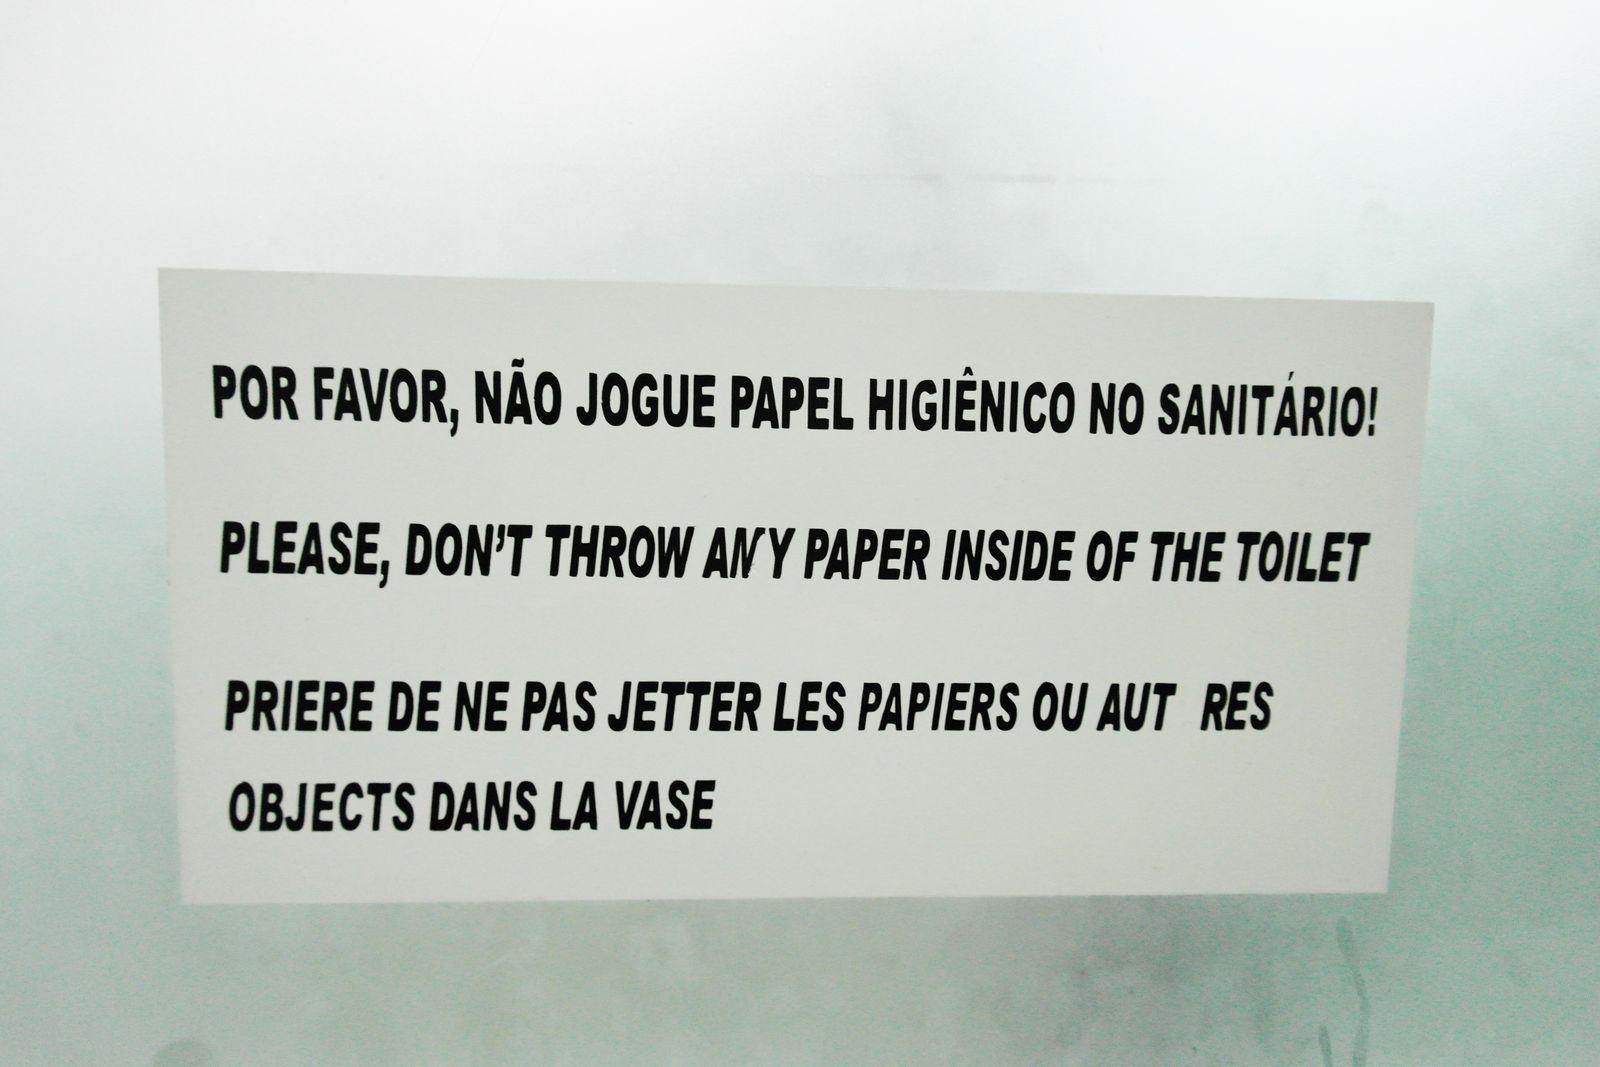 POR FAVOR, NÃO JOGUE PAPEL HIGIÊNICO NO SANITÁRIO!
PLEASE, DON'T THROW ANY PAPER INSIDE OF THE TOILET
PRIERE DE NE PAS JETTER LES PAPIERS OU AUT RES
OBJECTS DANS LA VASE